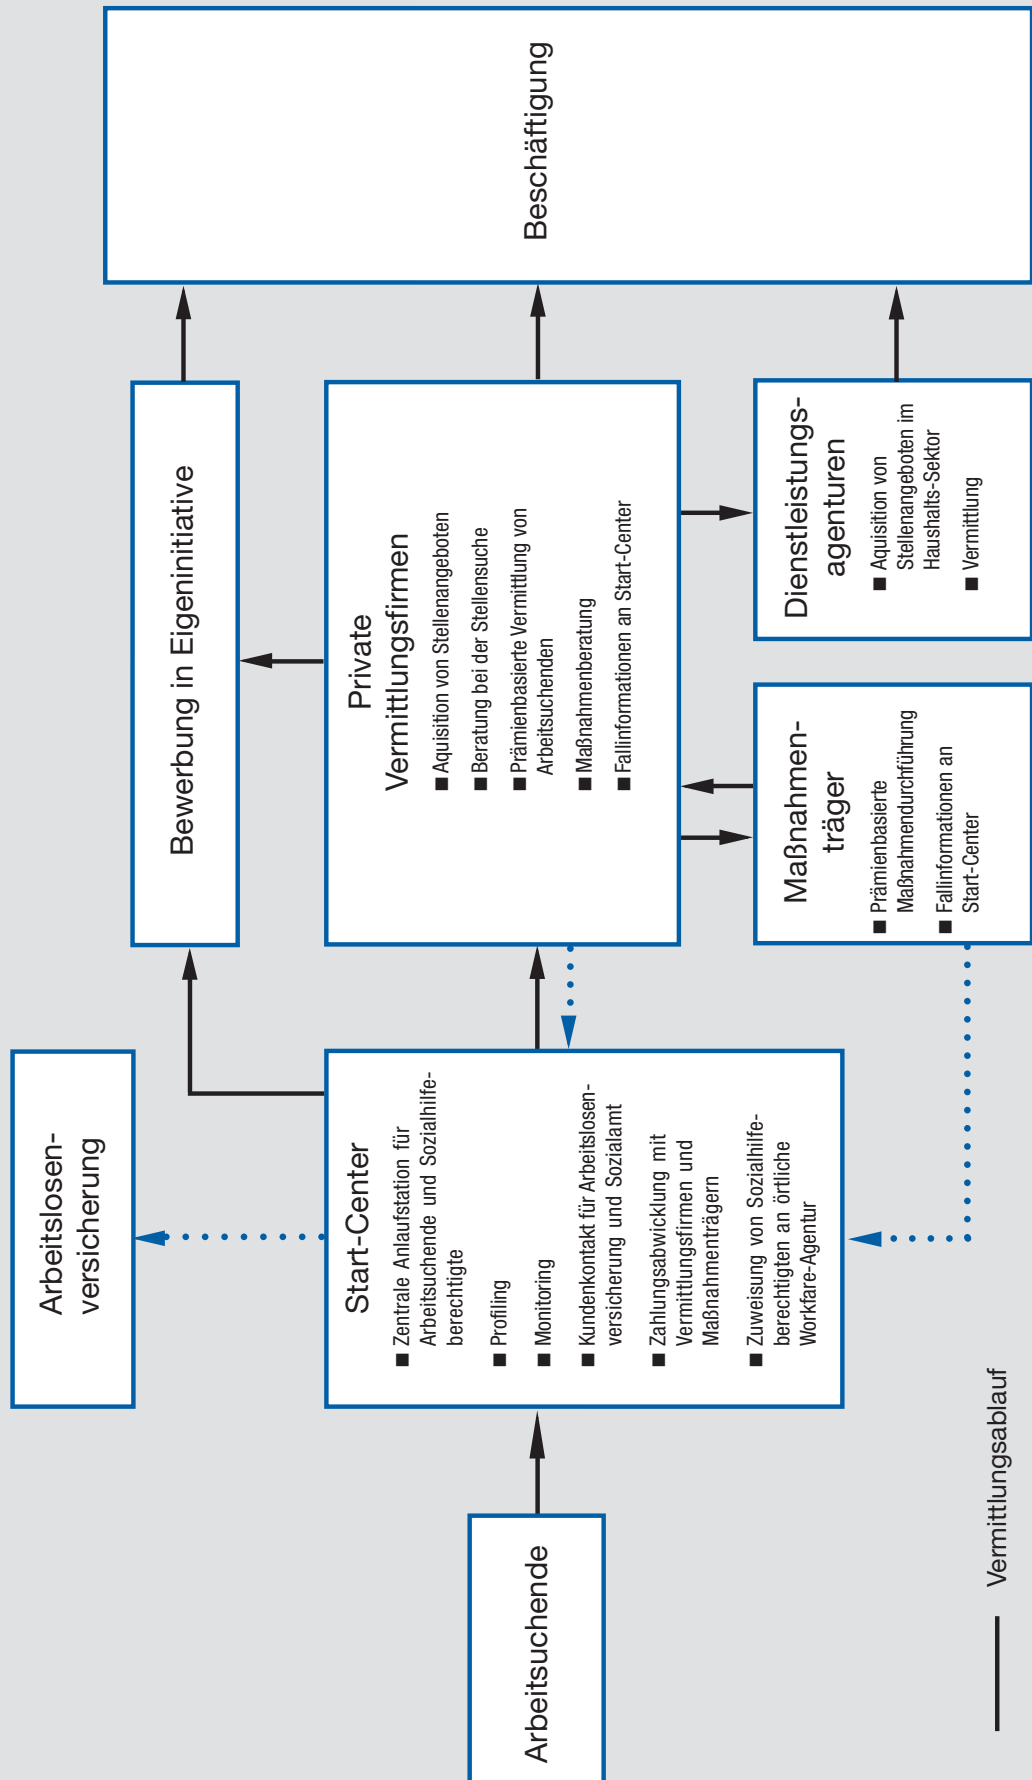 Arbeitsuchende
Arbeitslosen-
versicherung
Start-Center
■ Zentrale Anlaufstation für
Arbeitsuchende und Sozialhilfe-
berechtigte
■ Profiling
■ Monitoring
■ Kundenkontakt für Arbeitslosen-
versicherung und Sozialamt
■ Zahlungsabwicklung mit
Vermittlungsfirmen und
Maßnahmenträgern
■ Zuweisung von Sozialhilfe-
berechtigten an örtliche
Workfare-Agentur
Bewerbung in Eigeninitiative
Private
Vermittlungsfirmen
■ Aquisition von Stellenangeboten
■ Beratung bei der Stellensuche
■ Prämienbasierte Vermittlung von
Arbeitsuchenden
■ Maßnahmenberatung
■ Fallinformationen an Start-Center
Maßnahmen-
träger
■ Prämienbasierte
Maßnahmendurchführung
■ Fallinformationen an
Start-Center
Dienstleistungs-
agenturen
■ Aquisition von
Stellenangeboten im
Haushalts-Sektor
■ Vermittlung
Beschäftigung
Vermittlungsablauf